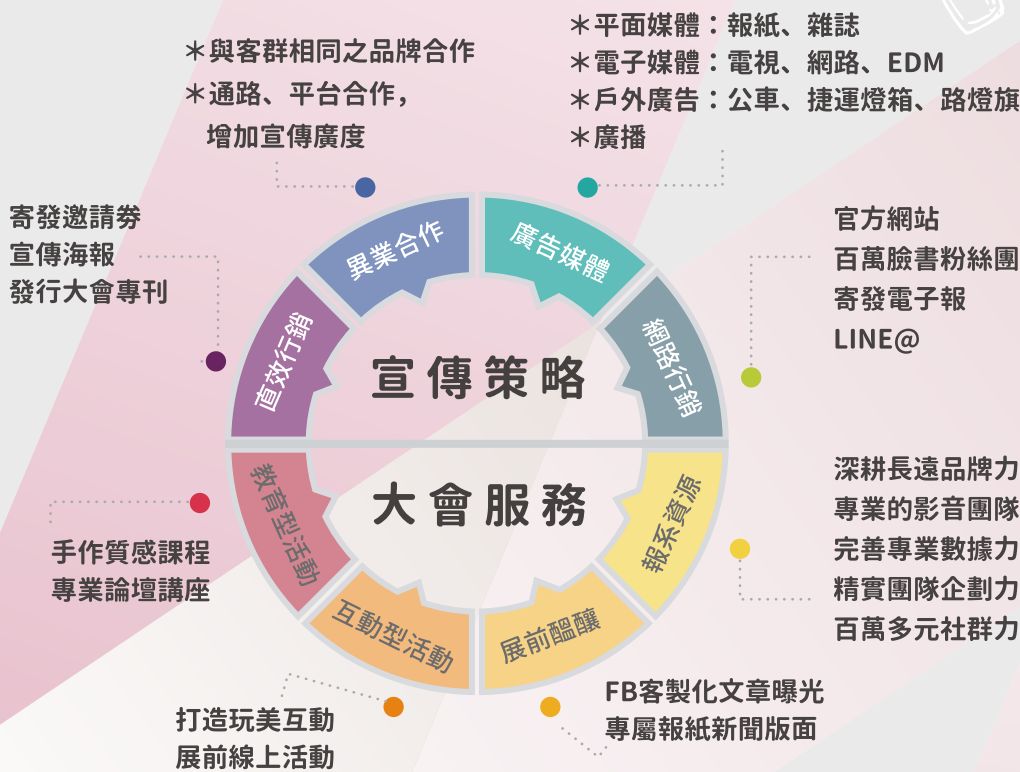 ＊與客群相同之品牌合作
＊通路、平台合作，
增加宣傳廣度
＊平面媒體：報紙、雜誌
＊電子媒體：電視、網路、EDM
＊戶外廣告：公車、捷運燈箱、路燈旗
＊廣播
寄發邀請劵
宣傳海報
發行大會專刊
官方網站
百萬臉書粉絲團
寄發電子報
LINE@
異業合作
廣告媒體
直效行銷
網路行銷
宣傳策略
大會服務
教育型活動
報系資源
互動型活動
展前醞釀
手作質感課程
專業論壇講座
深耕長遠品牌力
專業的影音團隊
完善專業數據力
精實團隊企劃力
百萬多元社群力
打造玩美互動
展前線上活動
FB客製化文章曝光
專屬報紙新聞版面